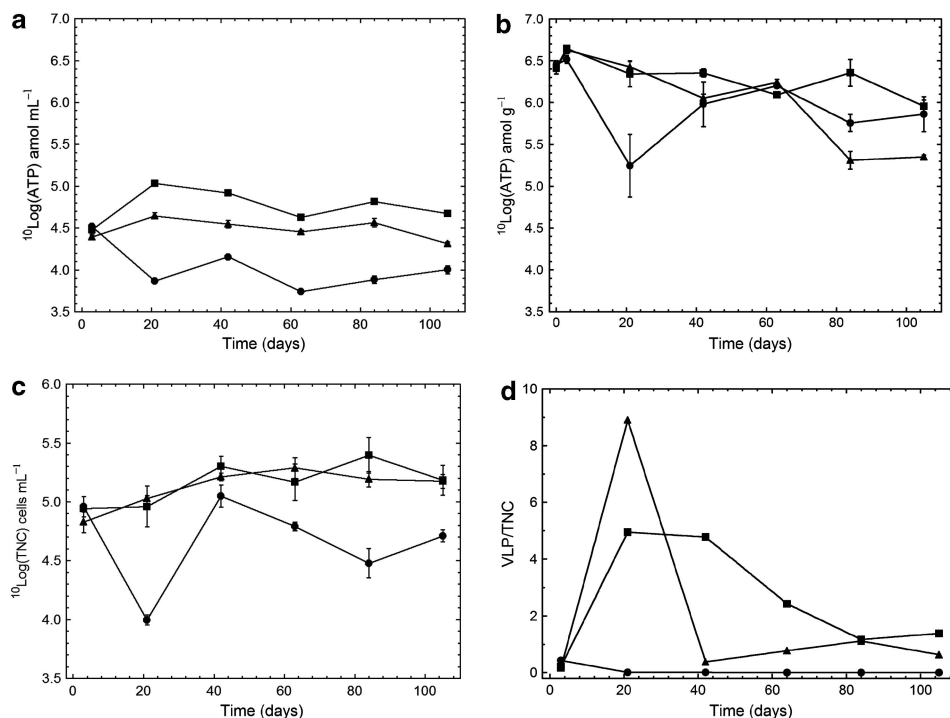 a
7.0
6.5
6.0
5.5
5.0
4.5
4.0
3.5
¹⁰Log(ATP) amol mL⁻¹
0 20 40 60 80 100
Time (days)
b
7.0
6.5
6.0
5.5
5.0
4.5
4.0
3.5
¹⁰Log(ATP) amol g⁻¹
0 20 40 60 80 100
Time (days)
c
6.0
5.5
5.0
4.5
4.0
3.5
¹⁰Log(TNC) cells mL⁻¹
0 20 40 60 80 100
Time (days)
d
10
8
6
4
2
0
VLP/TNC
0 20 40 60 80 100
Time (days)